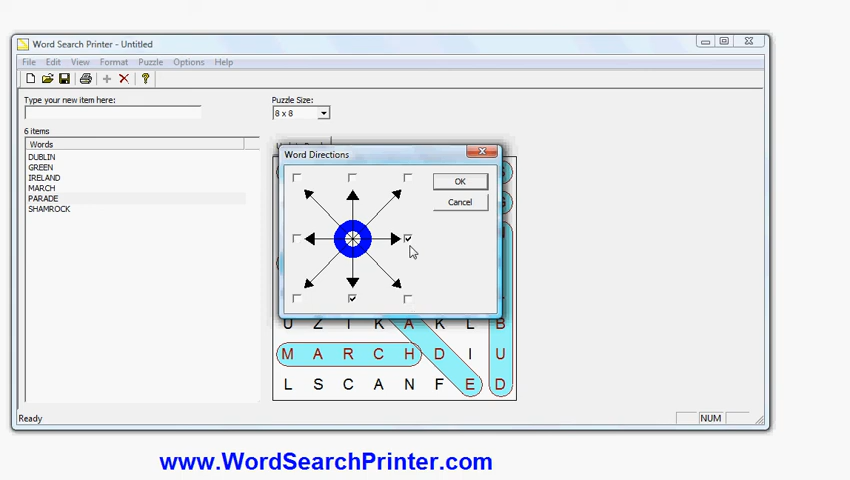 Word Search Printer - Untitled
File Edit View Format Puzzle Options Help
Type your new item here:
Puzzle Size:
8 x 8
6 items
Words
DUBLIN
GREEN
IRELAND
MARCH
PARADE
SHAMROCK
Word Directions
OK
Cancel
S
G
U Z I K A K L B
M A R C H D I U
L S C A N F E D
Ready
NUM
www.WordSearchPrinter.com